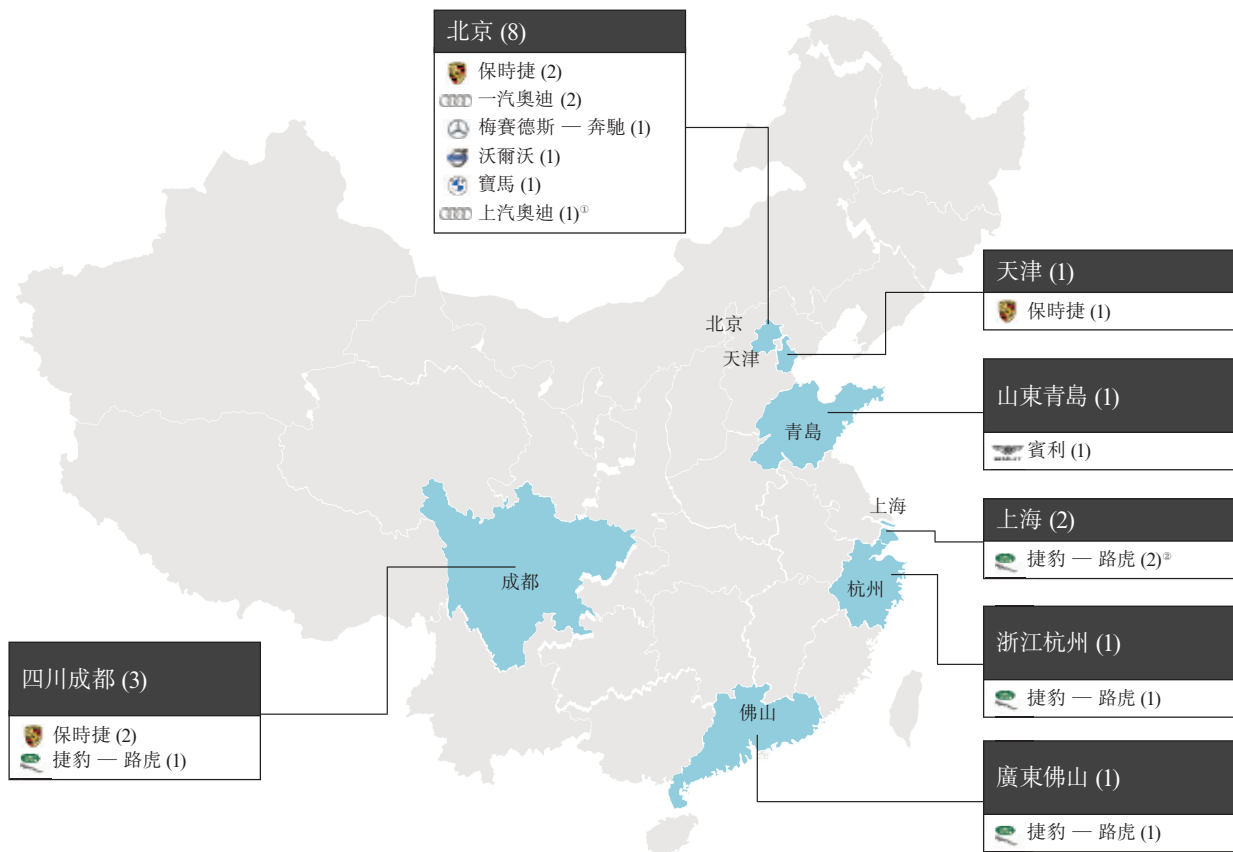 北京 (8)
保時捷 (2)
一汽奧迪 (2)
梅賽德斯 — 奔馳 (1)
沃爾沃 (1)
寶馬 (1)
上汽奧迪 (1)①
天津 (1)
保時捷 (1)
北京
天津
山東青島 (1)
賓利 (1)
青島
上海
上海 (2)
捷豹 — 路虎 (2)②
成都
杭州
浙江杭州 (1)
捷豹 — 路虎 (1)
四川成都 (3)
保時捷 (2)
捷豹 — 路虎 (1)
佛山
廣東佛山 (1)
捷豹 — 路虎 (1)